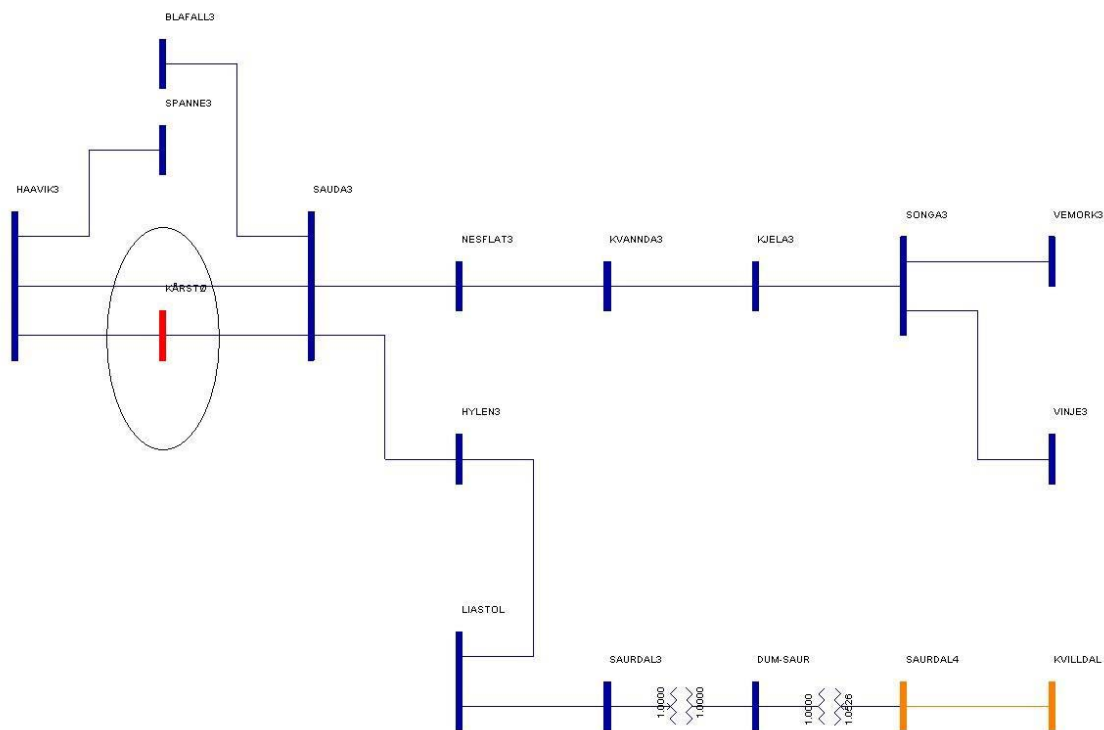 BLAFALL3
SPANNE3
HAAVIK3
SAUDA3
SONGA3
VEMORK3
NESFLAT3
KVANNDA3
KJELA3
KÅRSTØ
HYLEN3
VINJE3
LIASTOL
SAURDAL3
DUM-SAUR
SAURDAL4
KVILLDAL
1.0000
1.0000
1.0000
1.0526